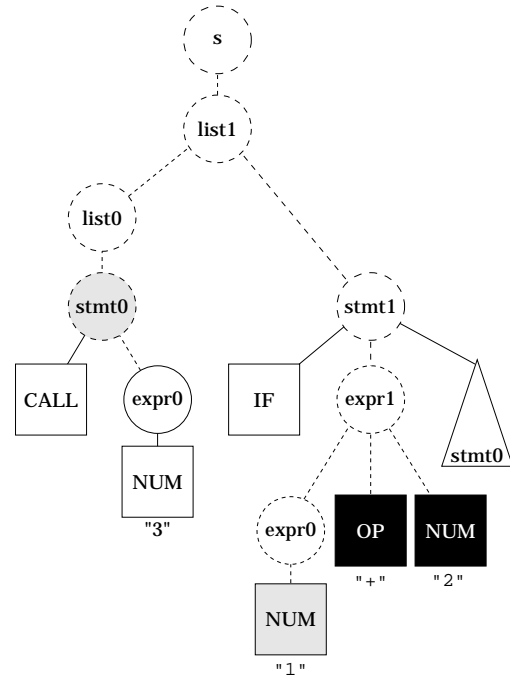 s
list1
list0
stmt0 stmt1
CALL expr0 IF expr1 stmt0
NUM
"3"
expr0 OP NUM
"+" "2"
NUM
"1"